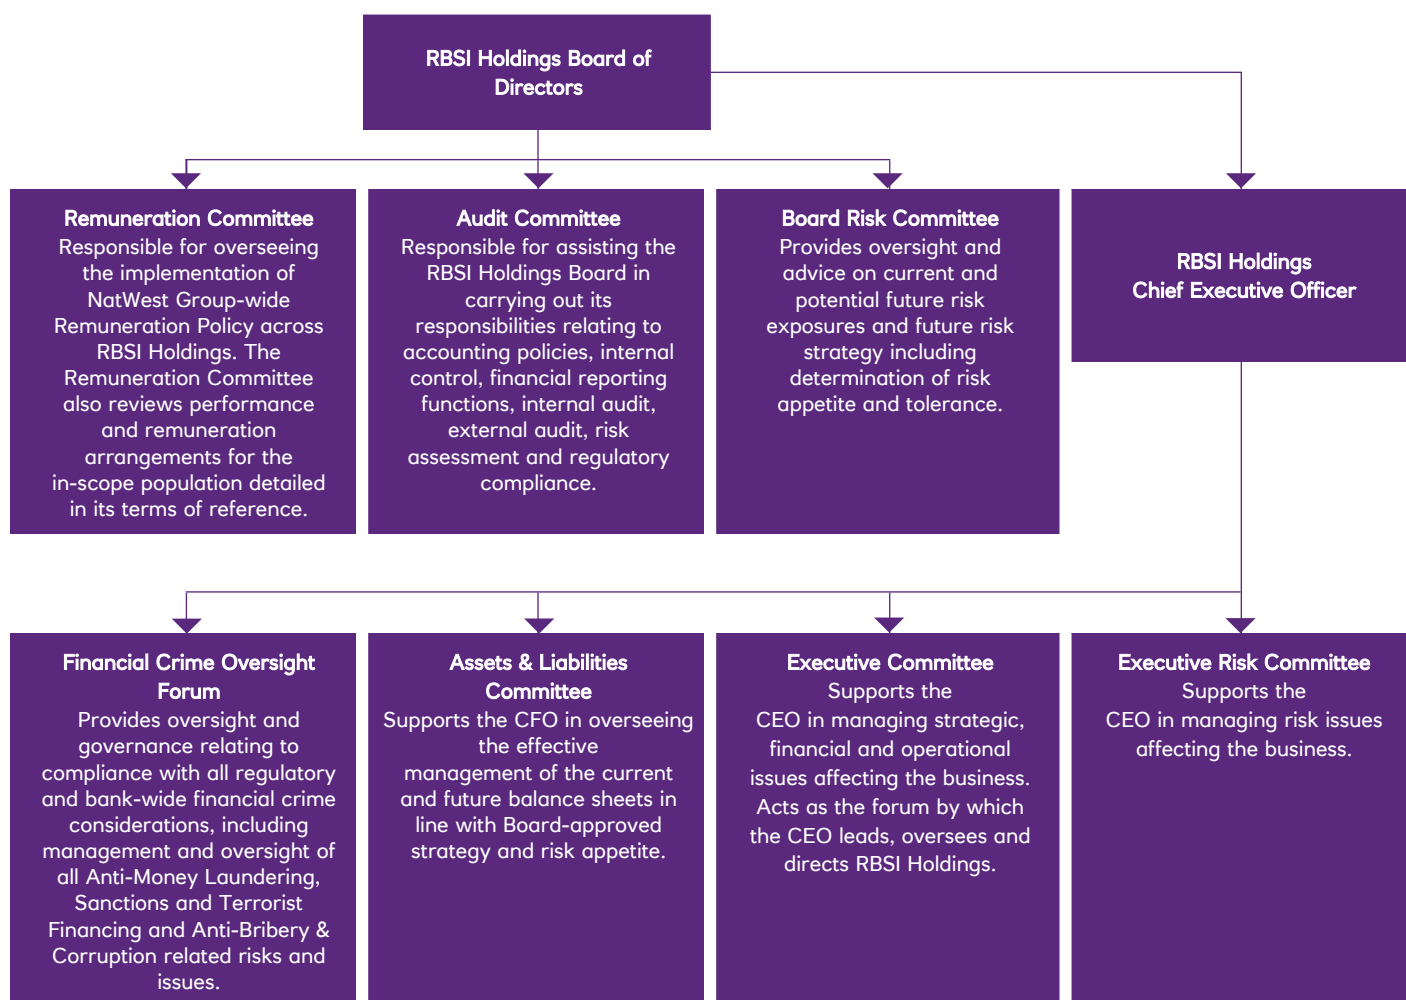 RBSI Holdings Board of
Directors
Remuneration Committee
Responsible for overseeing
the implementation of
NatWest Group-wide
Remuneration Policy across
RBSI Holdings. The
Remuneration Committee
also reviews performance
and remuneration
arrangements for the
in-scope population detailed
in its terms of reference.
Audit Committee
Responsible for assisting the
RBSI Holdings Board in
carrying out its
responsibilities relating to
accounting policies, internal
control, financial reporting
functions, internal audit,
external audit, risk
assessment and regulatory
compliance.
Board Risk Committee
Provides oversight and
advice on current and
potential future risk
exposures and future risk
strategy including
determination of risk
appetite and tolerance.
RBSI Holdings
Chief Executive Officer
Financial Crime Oversight
Forum
Provides oversight and
governance relating to
compliance with all regulatory
and bank-wide financial crime
considerations, including
management and oversight of
all Anti-Money Laundering,
Sanctions and Terrorist
Financing and Anti-Bribery &
Corruption related risks and
issues.
Assets & Liabilities
Committee
Supports the CFO in overseeing
the effective
management of the current
and future balance sheets in
line with Board-approved
strategy and risk appetite.
Executive Committee
Supports the
CEO in managing strategic,
financial and operational
issues affecting the business.
Acts as the forum by which
the CEO leads, oversees and
directs RBSI Holdings.
Executive Risk Committee
Supports the
CEO in managing risk issues
affecting the business.